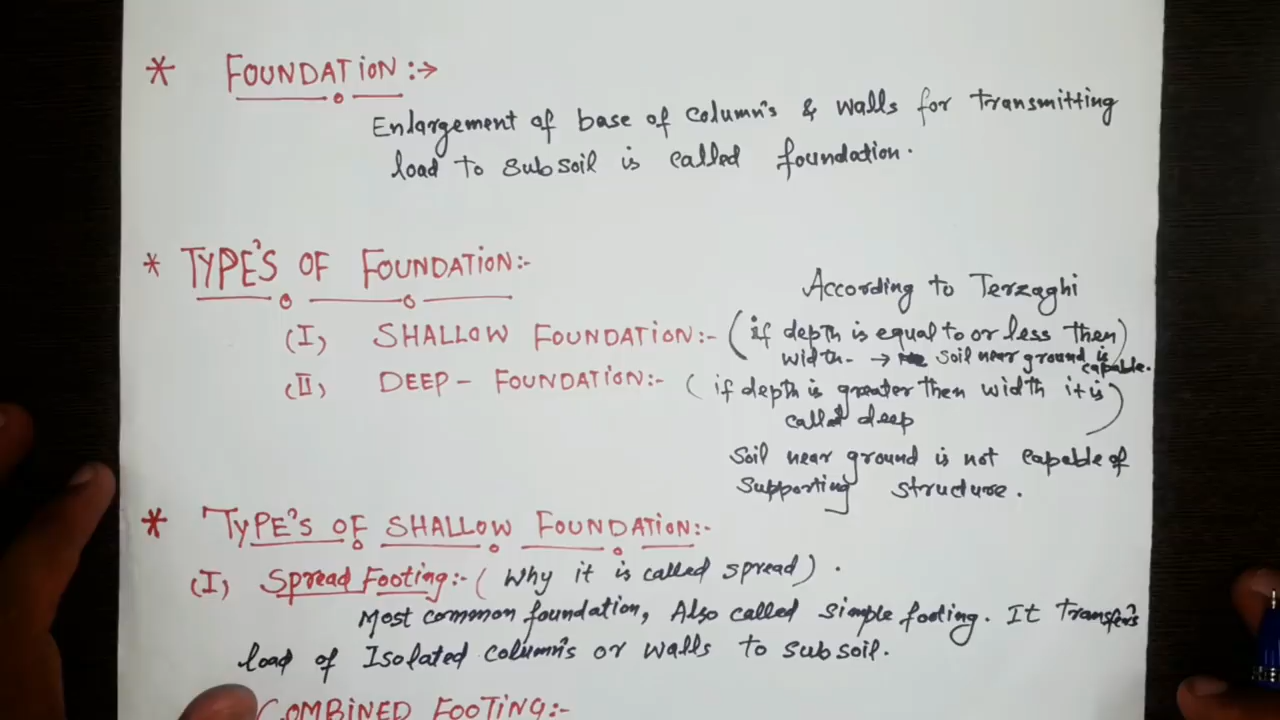 * FOUNDATION :→
Enlargement of base of column's & walls for transmitting
load to subsoil is called foundation.
* TYPE'S OF FOUNDATION:-
According to Terzaghi
(I) SHALLOW FOUNDATION:- (if depth is equal to or less then)
width- → soil near ground is
capable.
(II) DEEP - FOUNDATION:- (if depth is greater then width it is)
called deep
Soil near ground is not capable of
supporting structure.
* TYPE'S OF SHALLOW FOUNDATION:-
(I) Spread Footing:- (Why it is called spread).
Most common foundation, Also called simple footing. It transfer's
load of Isolated column's or walls to subsoil.
COMBINED FOOTING:-